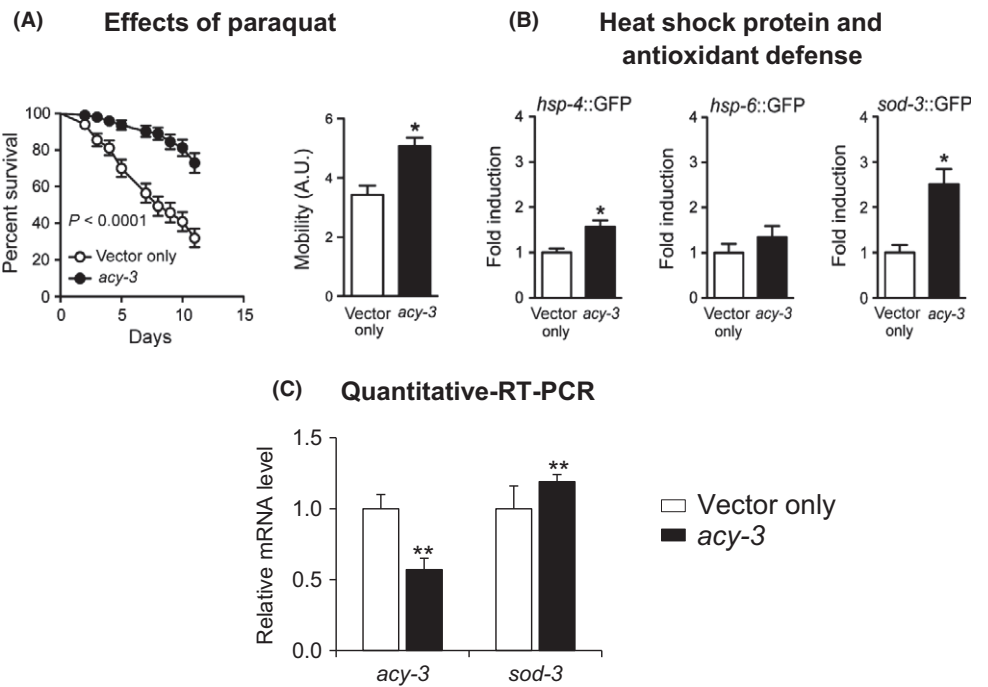 (A) Effects of paraquat
100
80
60
40
20
0
Percent survival
P < 0.0001
Vector only
acy-3
0 5 10 15
Days
6
4
2
0
Mobility (A.U.)
*
Vector only
acy-3
(B) Heat shock protein and
antioxidant defense
hsp-4::GFP
4
3
2
1
0
Fold induction
*
Vector only
acy-3
hsp-6::GFP
4
3
2
1
0
Fold induction
Vector only
acy-3
sod-3::GFP
4
3
2
1
0
Fold induction
*
Vector only
acy-3
(C) Quantitative-RT-PCR
1.5
1.0
0.5
0.0
Relative mRNA level
**
**
acy-3 sod-3
Vector only
acy-3